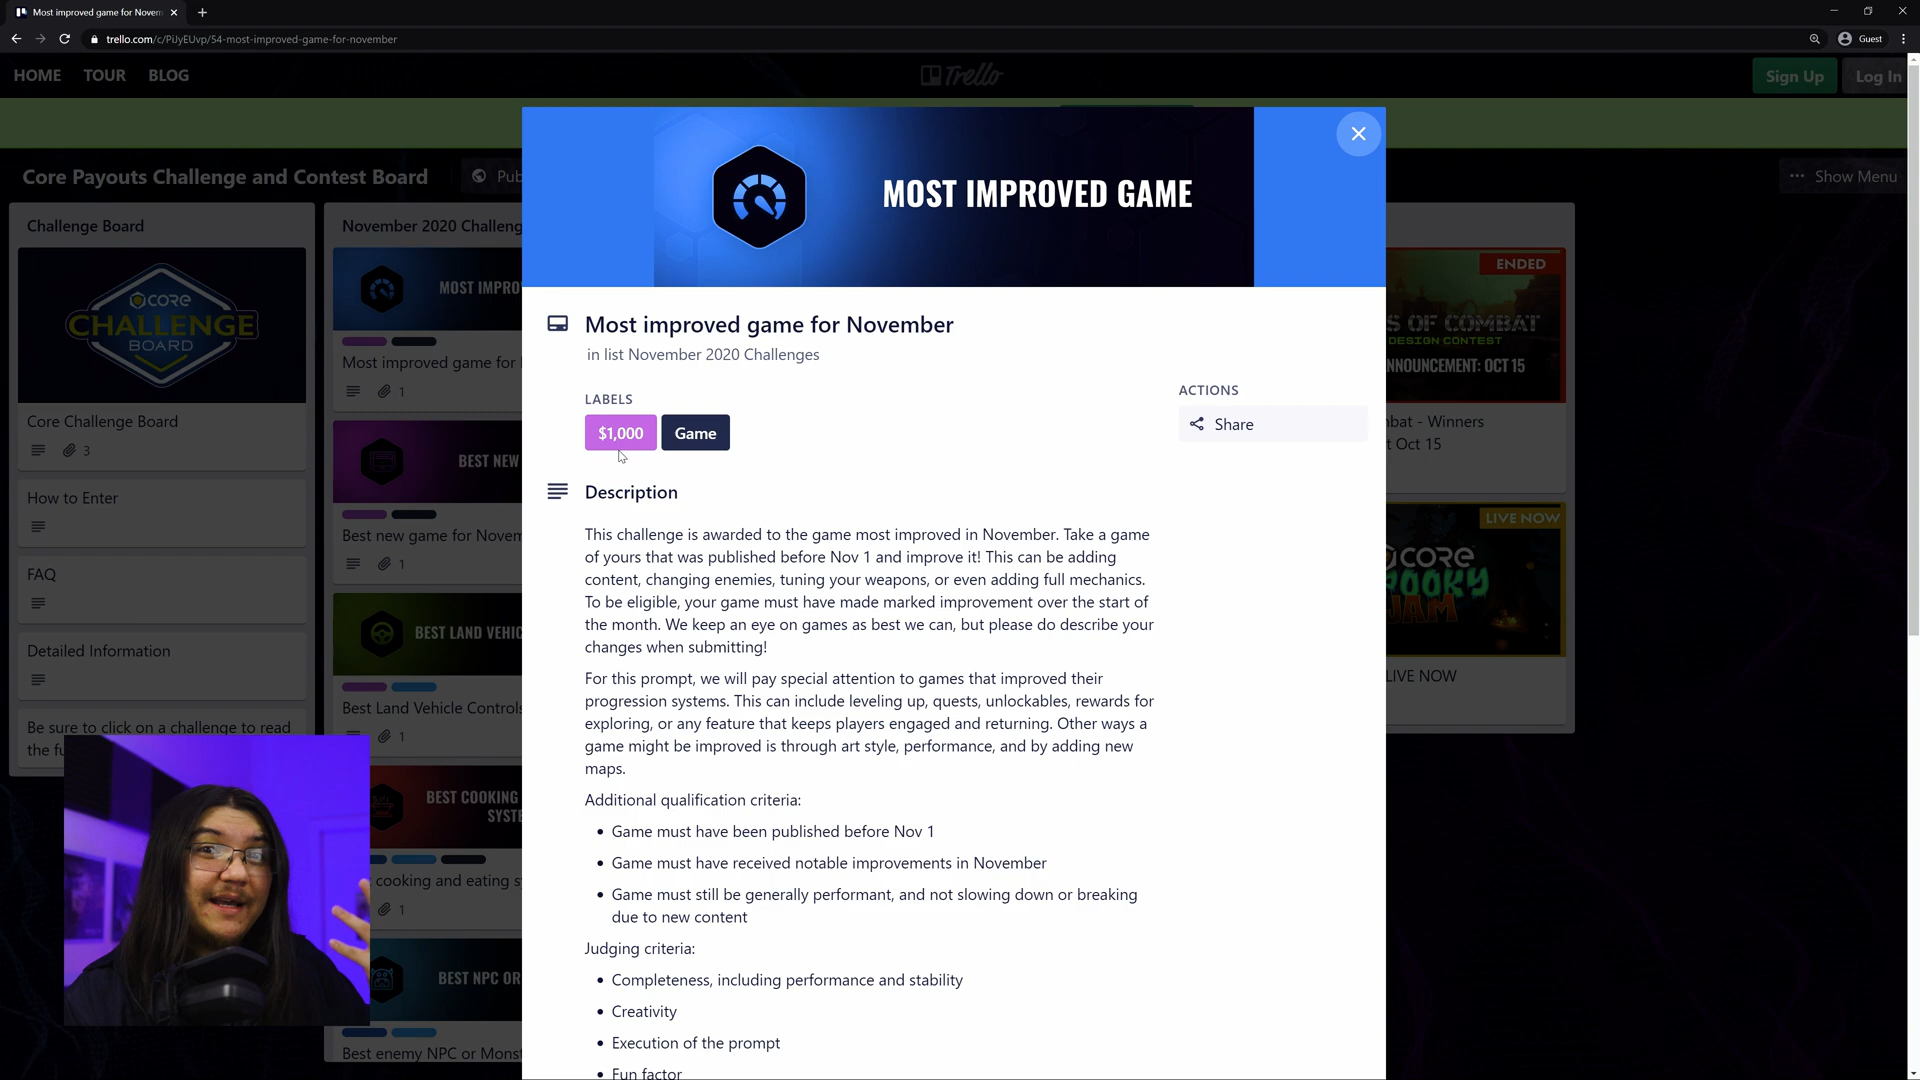 Most improved game for Novem
trello.com/c/PiJyEUvp/54-most-improved-game-for-november
Guest
HOME TOUR BLOG
Trello
Sign Up
Log In
Core Payouts Challenge and Contest Board
Pub
Show Menu
Challenge Board
CORE
CHALLENGE
BOARD
Core Challenge Board
3
How to Enter
FAQ
Detailed Information
Be sure to click on a challenge to read
the fu
November 2020 Challeng
MOST IMPRO
Most improved game for
1
BEST NEW
Best new game for Novem
1
BEST LAND VEHIC
Best Land Vehicle Controls
1
BEST COOKING
SYSTE
cooking and eating s
1
BEST NPC OR
Best enemy NPC or Monst
MOST IMPROVED GAME
Most improved game for November
in list November 2020 Challenges
LABELS
$1,000
Game
ACTIONS
Share
Description
This challenge is awarded to the game most improved in November. Take a game
of yours that was published before Nov 1 and improve it! This can be adding
content, changing enemies, tuning your weapons, or even adding full mechanics.
To be eligible, your game must have made marked improvement over the start of
the month. We keep an eye on games as best we can, but please do describe your
changes when submitting!
For this prompt, we will pay special attention to games that improved their
progression systems. This can include leveling up, quests, unlockables, rewards for
exploring, or any feature that keeps players engaged and returning. Other ways a
game might be improved is through art style, performance, and by adding new
maps.
Additional qualification criteria:
• Game must have been published before Nov 1
• Game must have received notable improvements in November
• Game must still be generally performant, and not slowing down or breaking
due to new content
Judging criteria:
• Completeness, including performance and stability
• Creativity
• Execution of the prompt
• Fun factor
ENDED
S OF COMBAT
DESIGN CONTEST
NNOUNCEMENT: OCT 15
bat - Winners
t Oct 15
LIVE NOW
CORE
OOKY
JAM
LIVE NOW